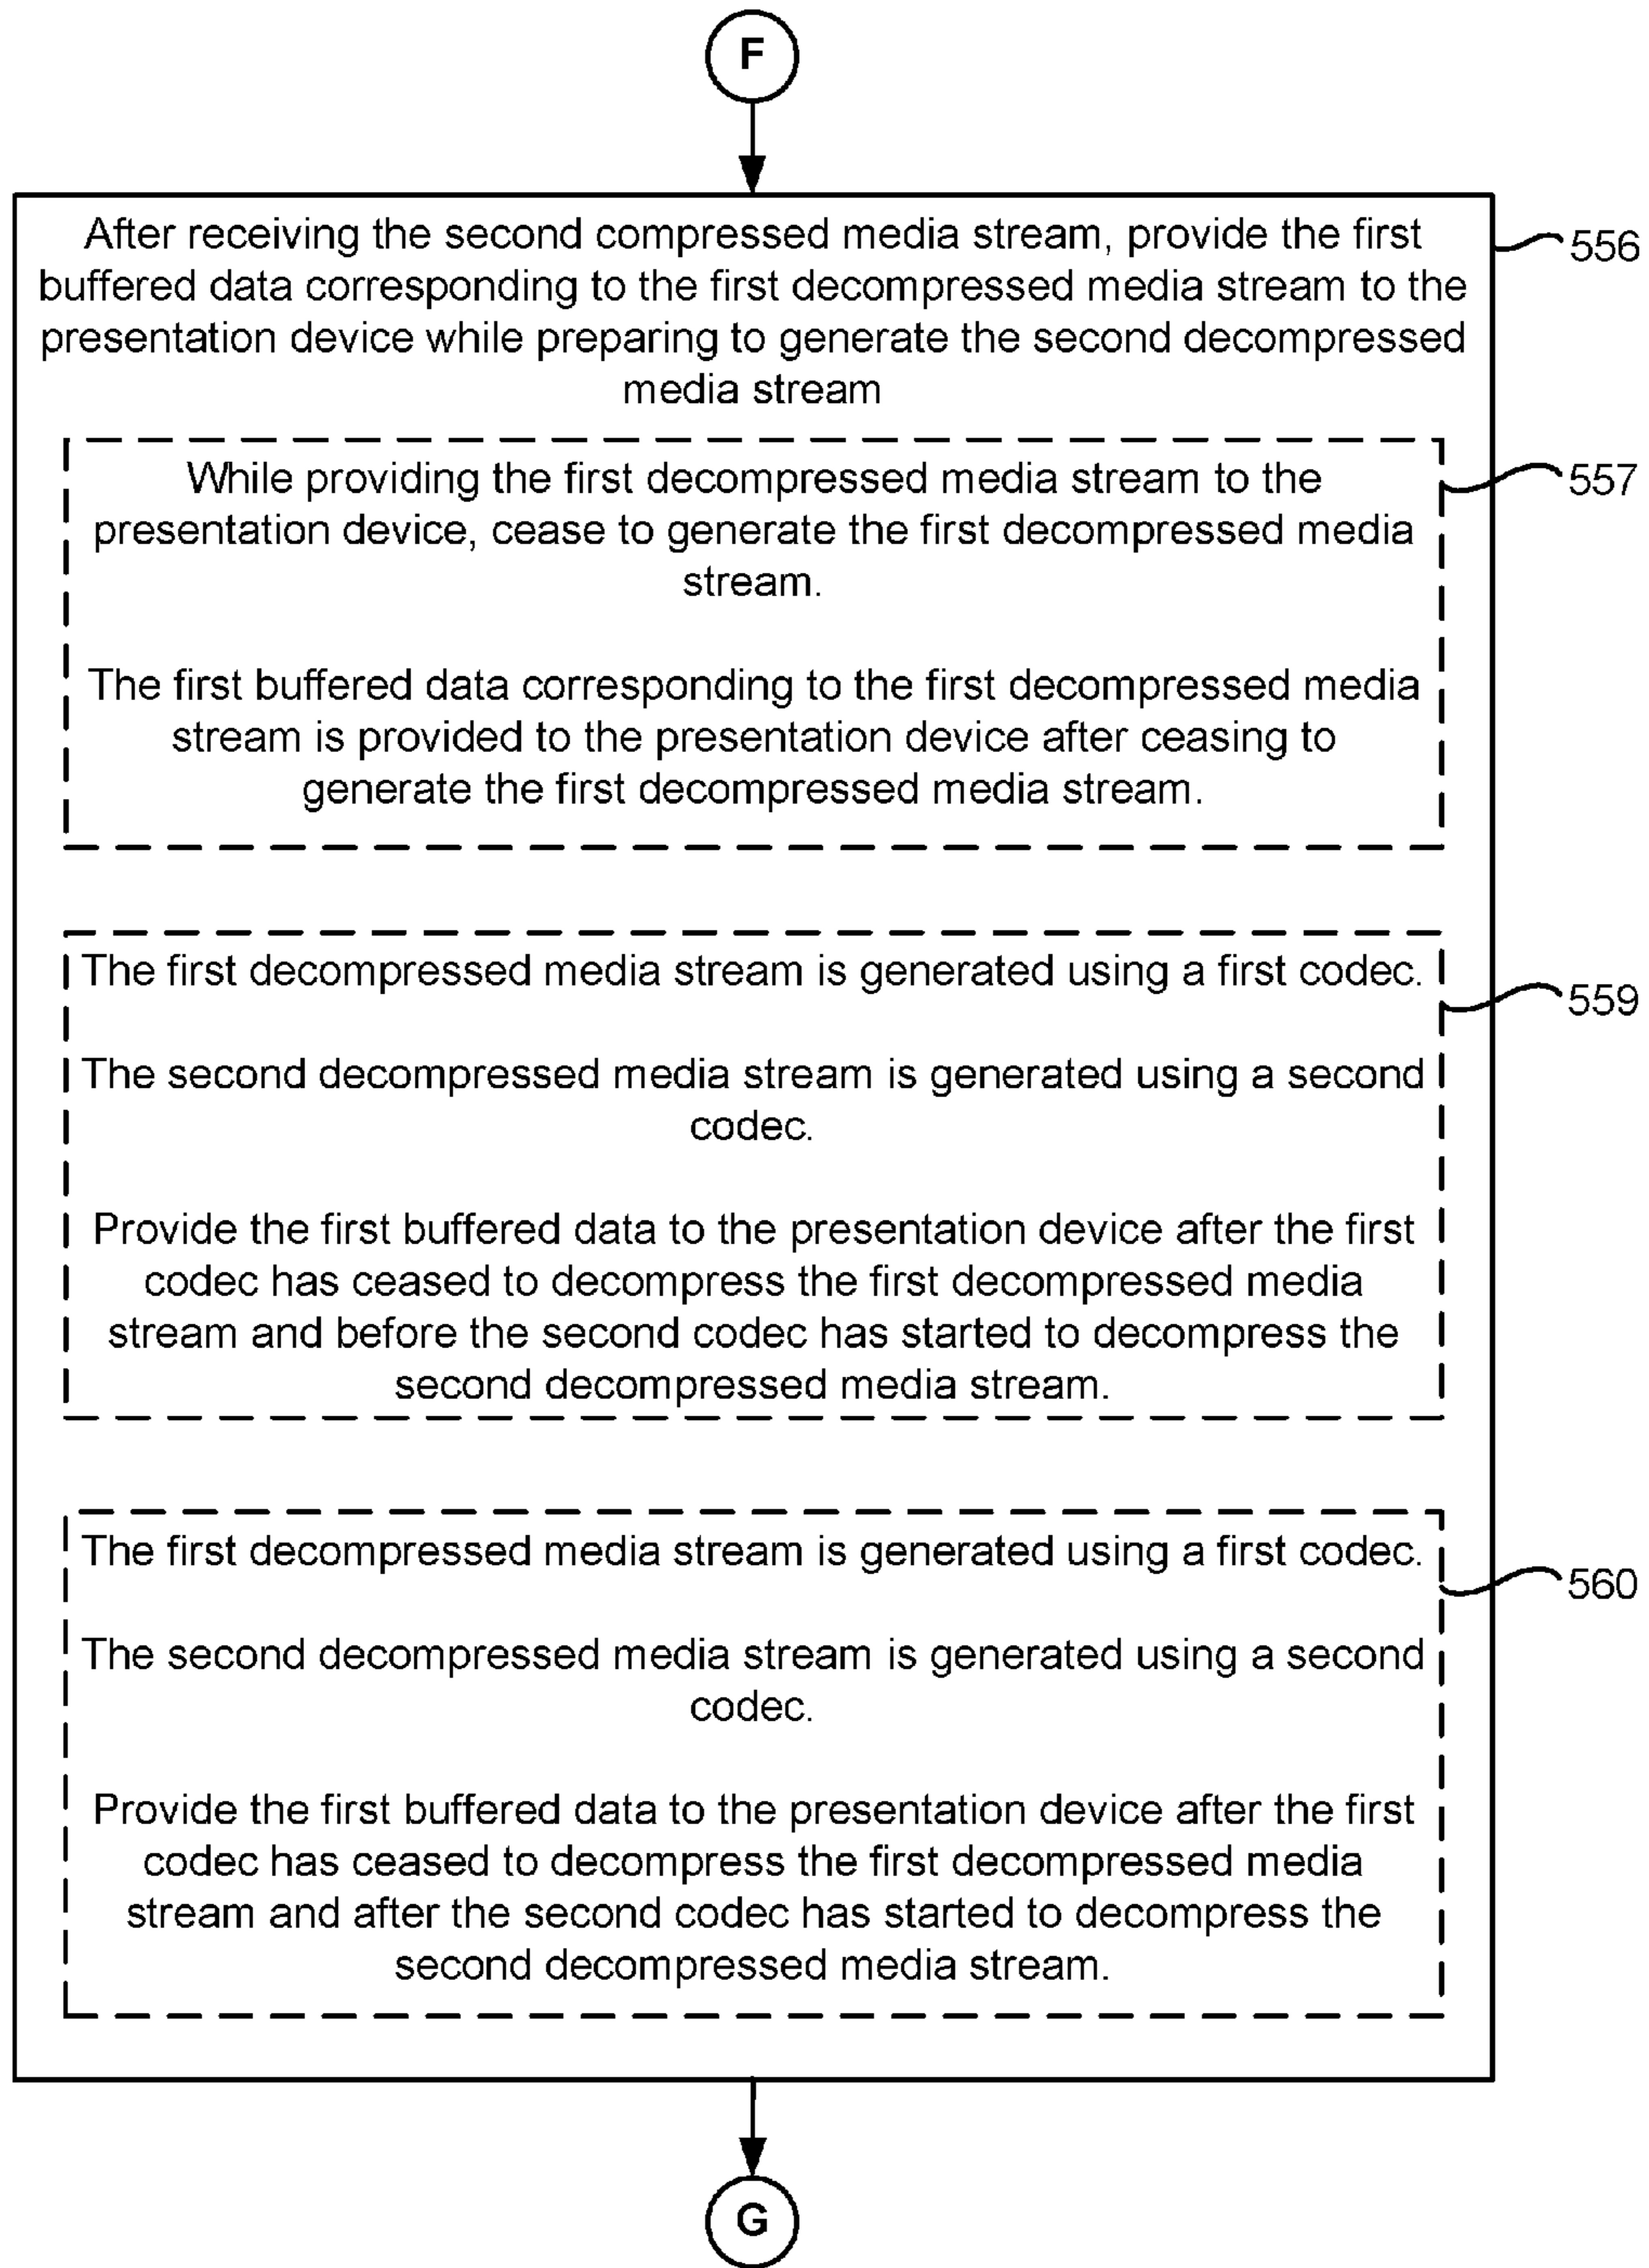 F
After receiving the second compressed media stream, provide the first
buffered data corresponding to the first decompressed media stream to the
presentation device while preparing to generate the second decompressed
media stream
556
While providing the first decompressed media stream to the
presentation device, cease to generate the first decompressed media
stream.
557
The first buffered data corresponding to the first decompressed media
stream is provided to the presentation device after ceasing to
generate the first decompressed media stream.
The first decompressed media stream is generated using a first codec.
559
The second decompressed media stream is generated using a second
codec.
Provide the first buffered data to the presentation device after the first
codec has ceased to decompress the first decompressed media
stream and before the second codec has started to decompress the
second decompressed media stream.
The first decompressed media stream is generated using a first codec.
560
The second decompressed media stream is generated using a second
codec.
Provide the first buffered data to the presentation device after the first
codec has ceased to decompress the first decompressed media
stream and after the second codec has started to decompress the
second decompressed media stream.
G